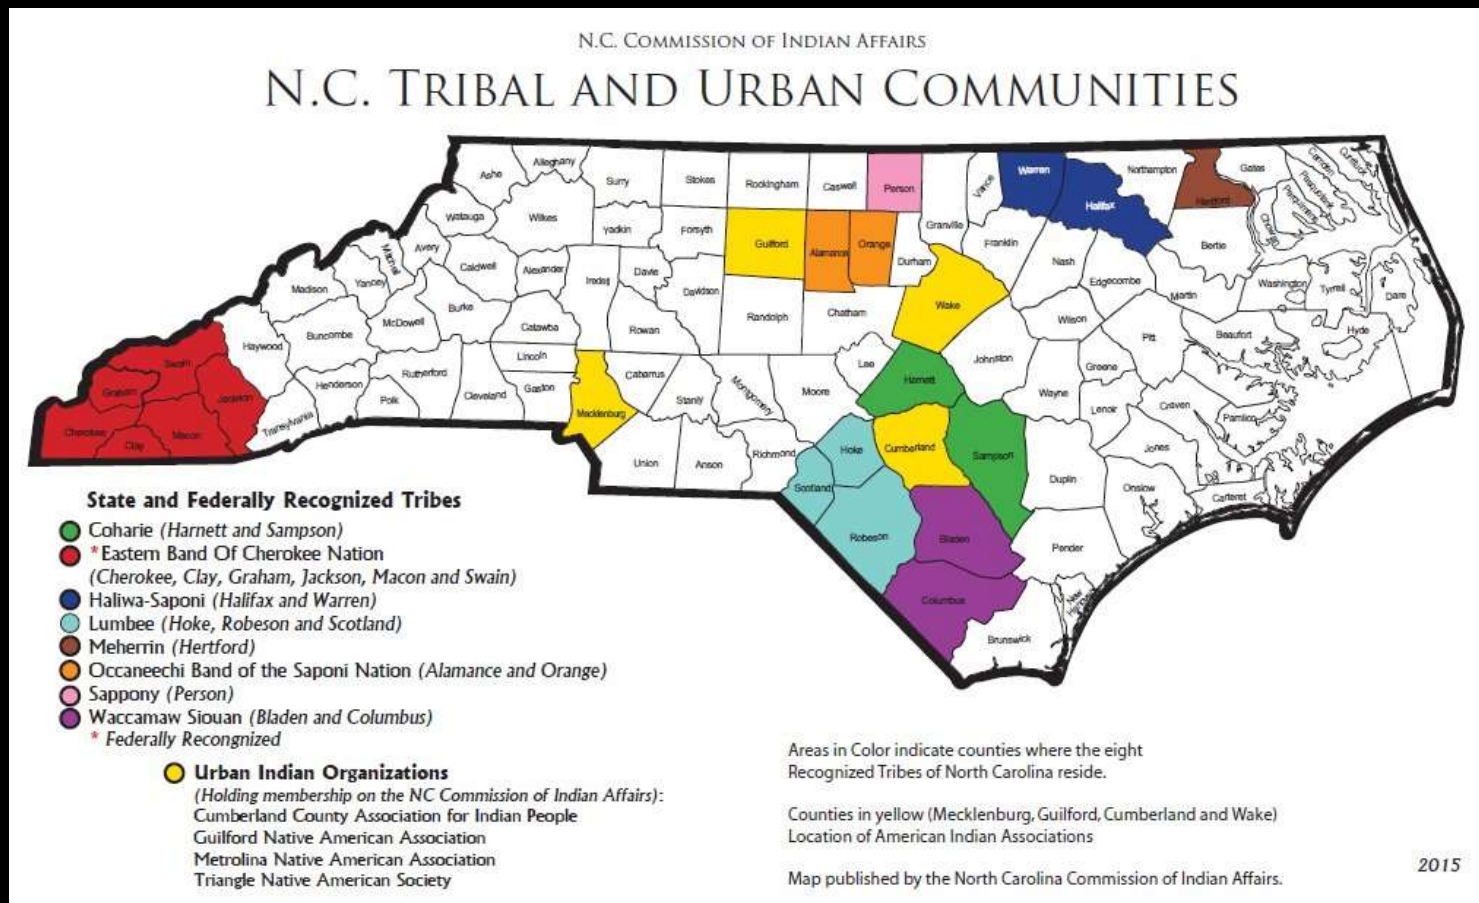 N.C. Commission of Indian Affairs
N.C. Tribal and Urban Communities
Ashe
Alleghany
Surry
Stokes
Rockingham
Caswell
Person
Vance
Warren
Halifax
Northampton
Hertford
Gates
Camden
Currituck
Pasquotank
Perquimans
Chowan
Watauga
Wilkes
Yadkin
Forsyth
Guilford
Alamance
Orange
Durham
Granville
Franklin
Nash
Edgecombe
Bertie
Martin
Washington
Tyrrell
Dare
Mitchell
Avery
Caldwell
Alexander
Iredell
Davie
Davidson
Randolph
Chatham
Wake
Wilson
Pitt
Beaufort
Hyde
Madison
Yancey
Burke
McDowell
Catawba
Rowan
Buncombe
Haywood
Swain
Graham
Jackson
Cherokee
Clay
Macon
Transylvania
Henderson
Polk
Rutherford
Cleveland
Lincoln
Gaston
Mecklenburg
Cabarrus
Stanly
Montgomery
Moore
Lee
Harnett
Johnston
Wayne
Greene
Lenoir
Craven
Pamlico
Jones
Union
Anson
Richmond
Hoke
Scotland
Cumberland
Sampson
Duplin
Onslow
Carteret
Robeson
Bladen
Pender
Columbus
New Hanover
Brunswick
State and Federally Recognized Tribes
Coharie (Harnett and Sampson)
*Eastern Band Of Cherokee Nation
(Cherokee, Clay, Graham, Jackson, Macon and Swain)
Haliwa-Saponi (Halifax and Warren)
Lumbee (Hoke, Robeson and Scotland)
Meherrin (Hertford)
Occaneechi Band of the Saponi Nation (Alamance and Orange)
Sappony (Person)
Waccamaw Siouan (Bladen and Columbus)
* Federally Recongnized
Urban Indian Organizations
(Holding membership on the NC Commission of Indian Affairs):
Cumberland County Association for Indian People
Guilford Native American Association
Metrolina Native American Association
Triangle Native American Society
Areas in Color indicate counties where the eight
Recognized Tribes of North Carolina reside.
Counties in yellow (Mecklenburg, Guilford, Cumberland and Wake)
Location of American Indian Associations
Map published by the North Carolina Commission of Indian Affairs.
2015